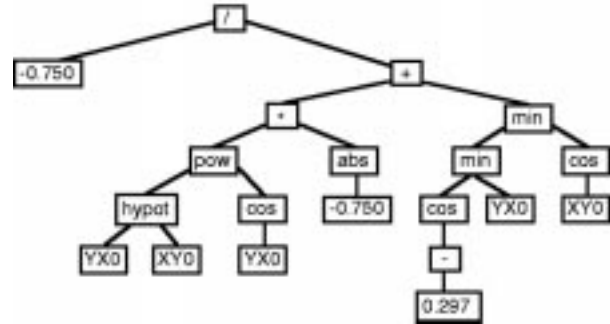 /
-0.750 +
* min
pow abs min cos
hypot cos -0.750 cos YX0 XY0
YX0 XY0 YX0 -
0.297